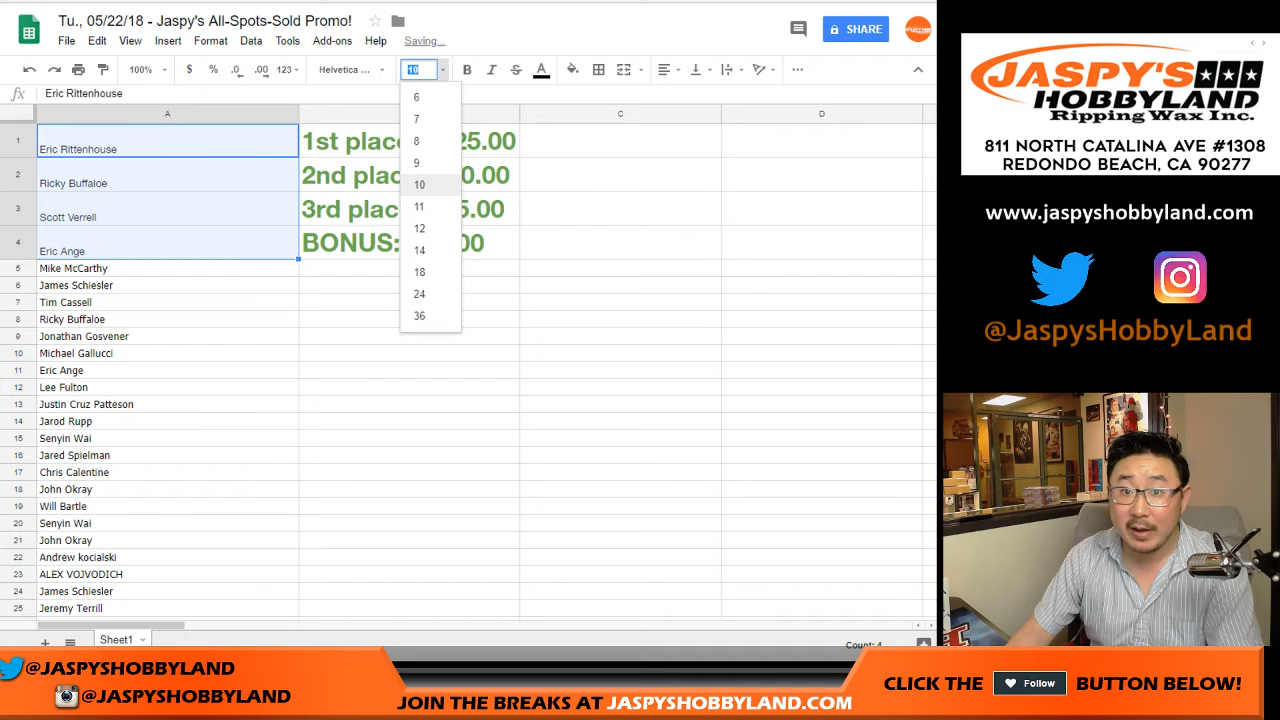 Tu., 05/22/18 - Jaspy's All-Spots-Sold Promo!
File Edit View Insert Format Data Tools Add-ons Help Saving...
SHARE
100% $ % .0 .00 123 Helvetica ... 10 B I S A
fx Eric Rittenhouse
A C D
1 Eric Rittenhouse 1st place 25.00
2 Ricky Buffaloe 2nd plac 0.00
3 Scott Verrell 3rd plac 5.00
4 Eric Ange BONUS: 00
5 Mike McCarthy
6 James Schiesler
7 Tim Cassell
8 Ricky Buffaloe
9 Jonathan Gosvener
10 Michael Gallucci
11 Eric Ange
12 Lee Fulton
13 Justin Cruz Patteson
14 Jarod Rupp
15 Senyin Wai
16 Jared Spielman
17 Chris Calentine
18 John Okray
19 Will Bartle
20 Senyin Wai
21 John Okray
22 Andrew kocialski
23 ALEX VOJVODICH
24 James Schiesler
25 Jeremy Terrill
6
7
8
9
10
11
12
14
18
24
36
Sheet1
Count: 4
JASPY'S
HOBBYLAND
Ripping Wax Inc.
811 NORTH CATALINA AVE #1308
REDONDO BEACH, CA 90277
www.jaspyshobbyland.com
@JaspysHobbyLand
@JASPYSHOBBYLAND
@JASPYSHOBBYLAND
JOIN THE BREAKS AT JASPYSHOBBYLAND.COM
CLICK THE Follow BUTTON BELOW!